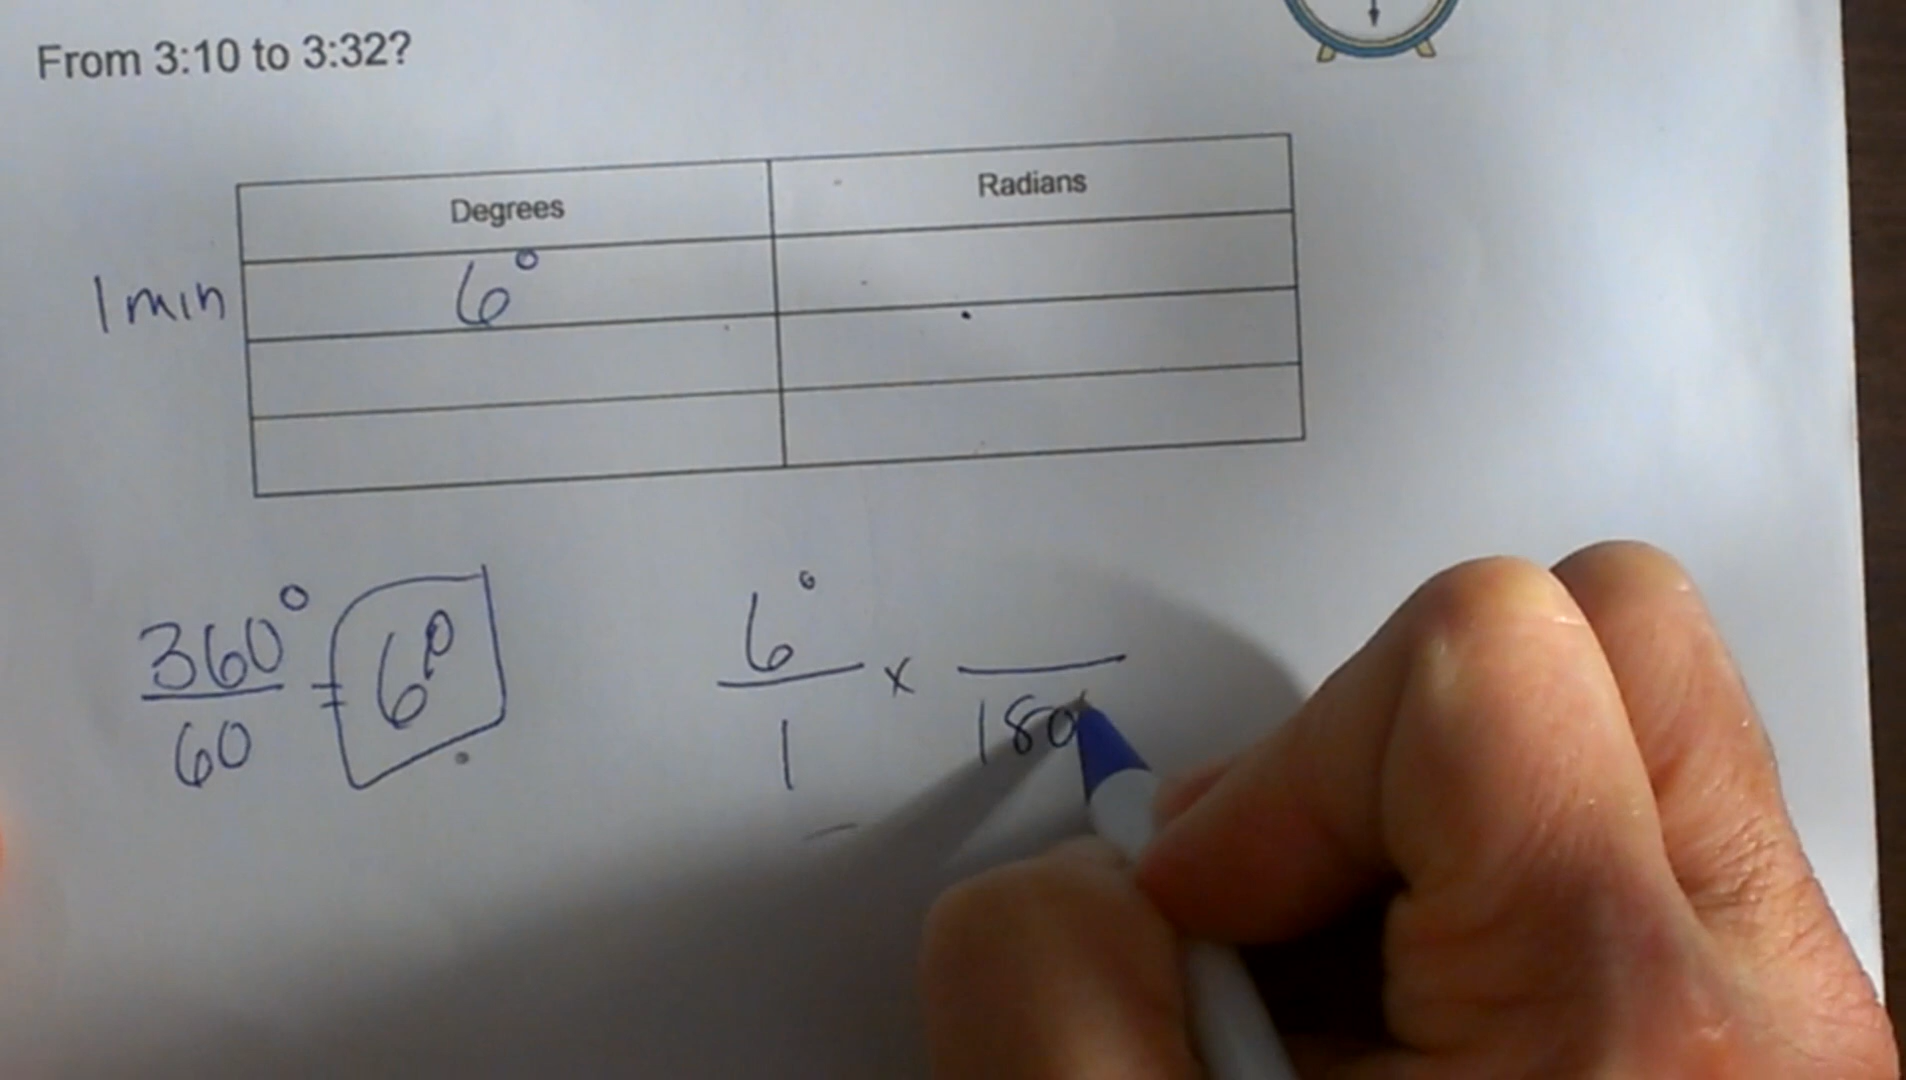 From 3:10 to 3:32?
Degrees Radians
1 min 6°
360° / 60 = 6°
6° / 1 x / 180